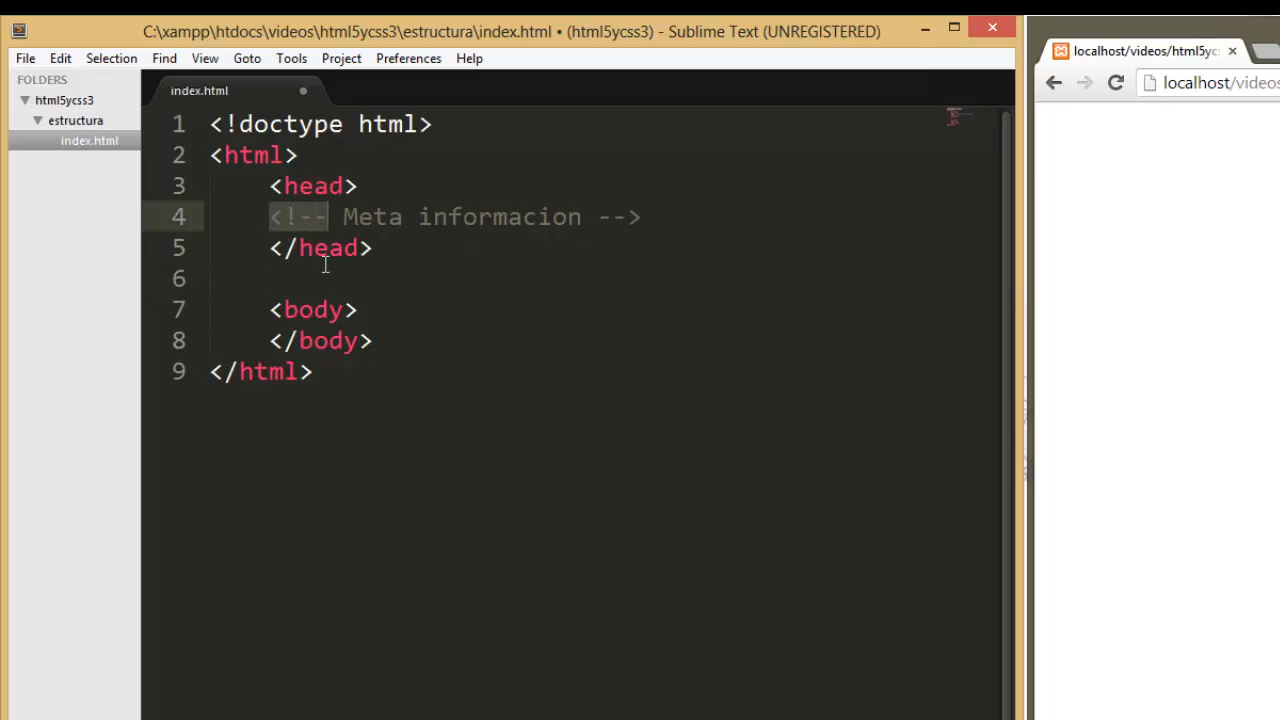 C:\xampp\htdocs\videos\html5ycss3\estructura\index.html • (html5ycss3) - Sublime Text (UNREGISTERED)
File Edit Selection Find View Goto Tools Project Preferences Help
FOLDERS
html5ycss3
estructura
index.html
index.html
1 <!doctype html>
2 <html>
3 <head>
4 <!-- Meta informacion -->
5 </head>
6
7 <body>
8 </body>
9 </html>
localhost/videos/html5yc
localhost/videos